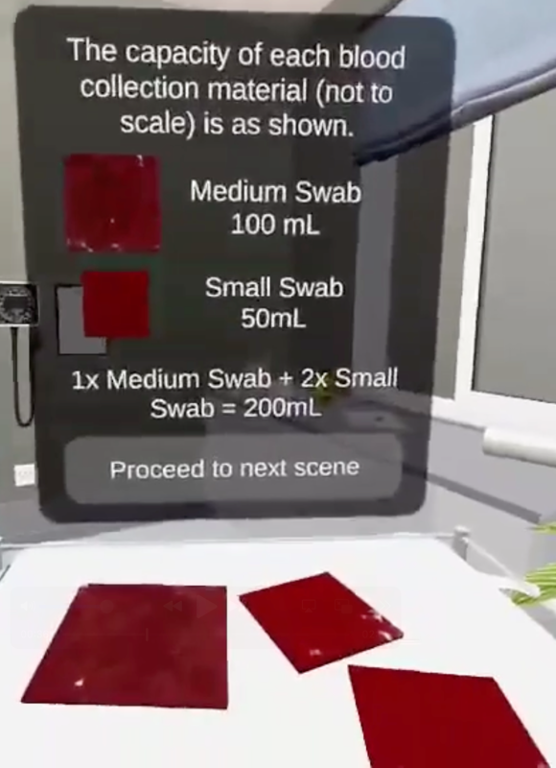 The capacity of each blood
collection material (not to
scale) is as shown.
Medium Swab
100 mL
Small Swab
50mL
1x Medium Swab + 2x Small
Swab = 200mL
Proceed to next scene